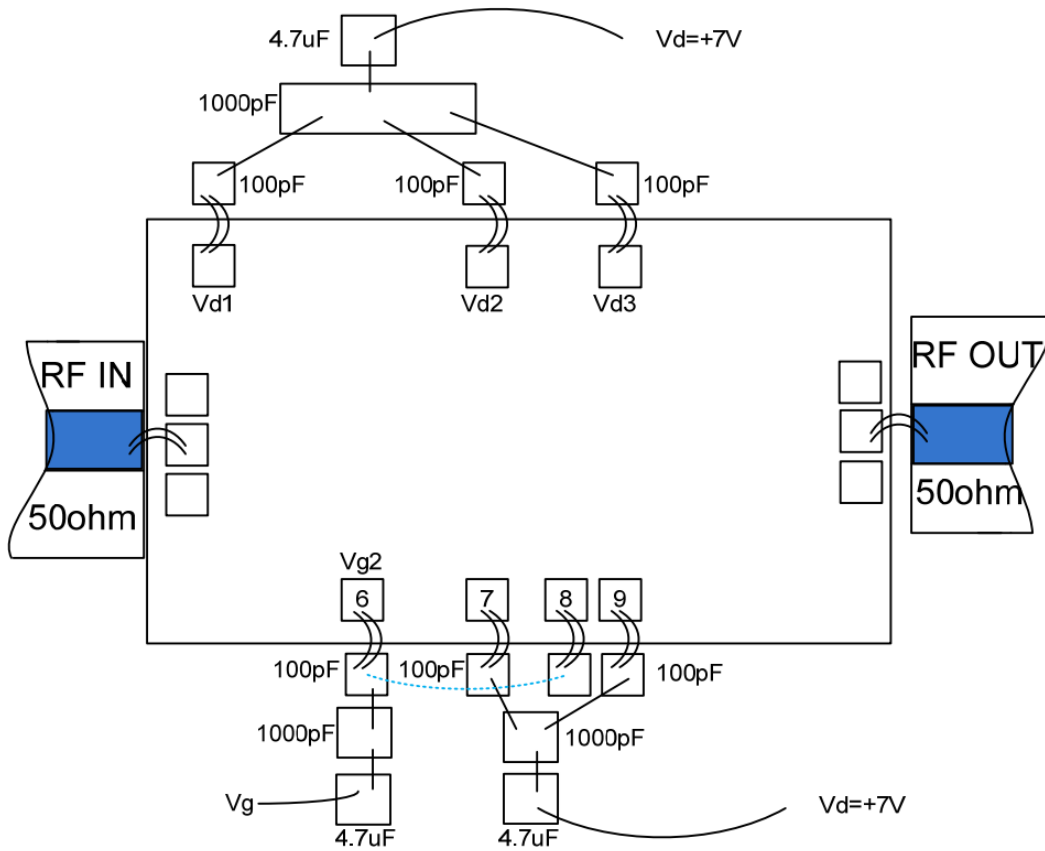 4.7uF
Vd=+7V
1000pF
100pF
100pF
100pF
Vd1
Vd2
Vd3
RF IN
RF OUT
50ohm
50ohm
Vg2
6
7
8
9
100pF
100pF
100pF
1000pF
1000pF
Vg
Vd=+7V
4.7uF
4.7uF